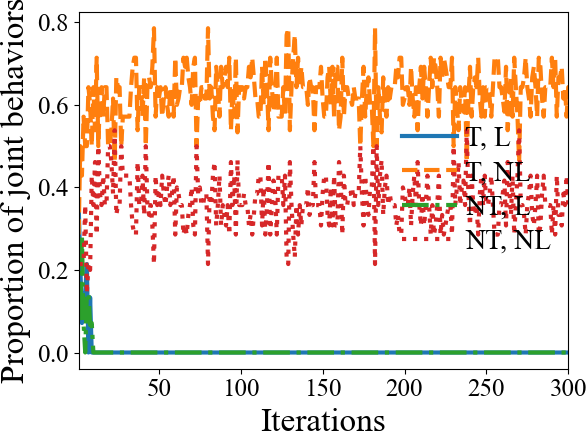 Proportion of joint behaviors
0.8
0.6
0.4
0.2
0.0
T, L
T, NL
NT, L
NT, NL
50
100
150
200
250
300
Iterations